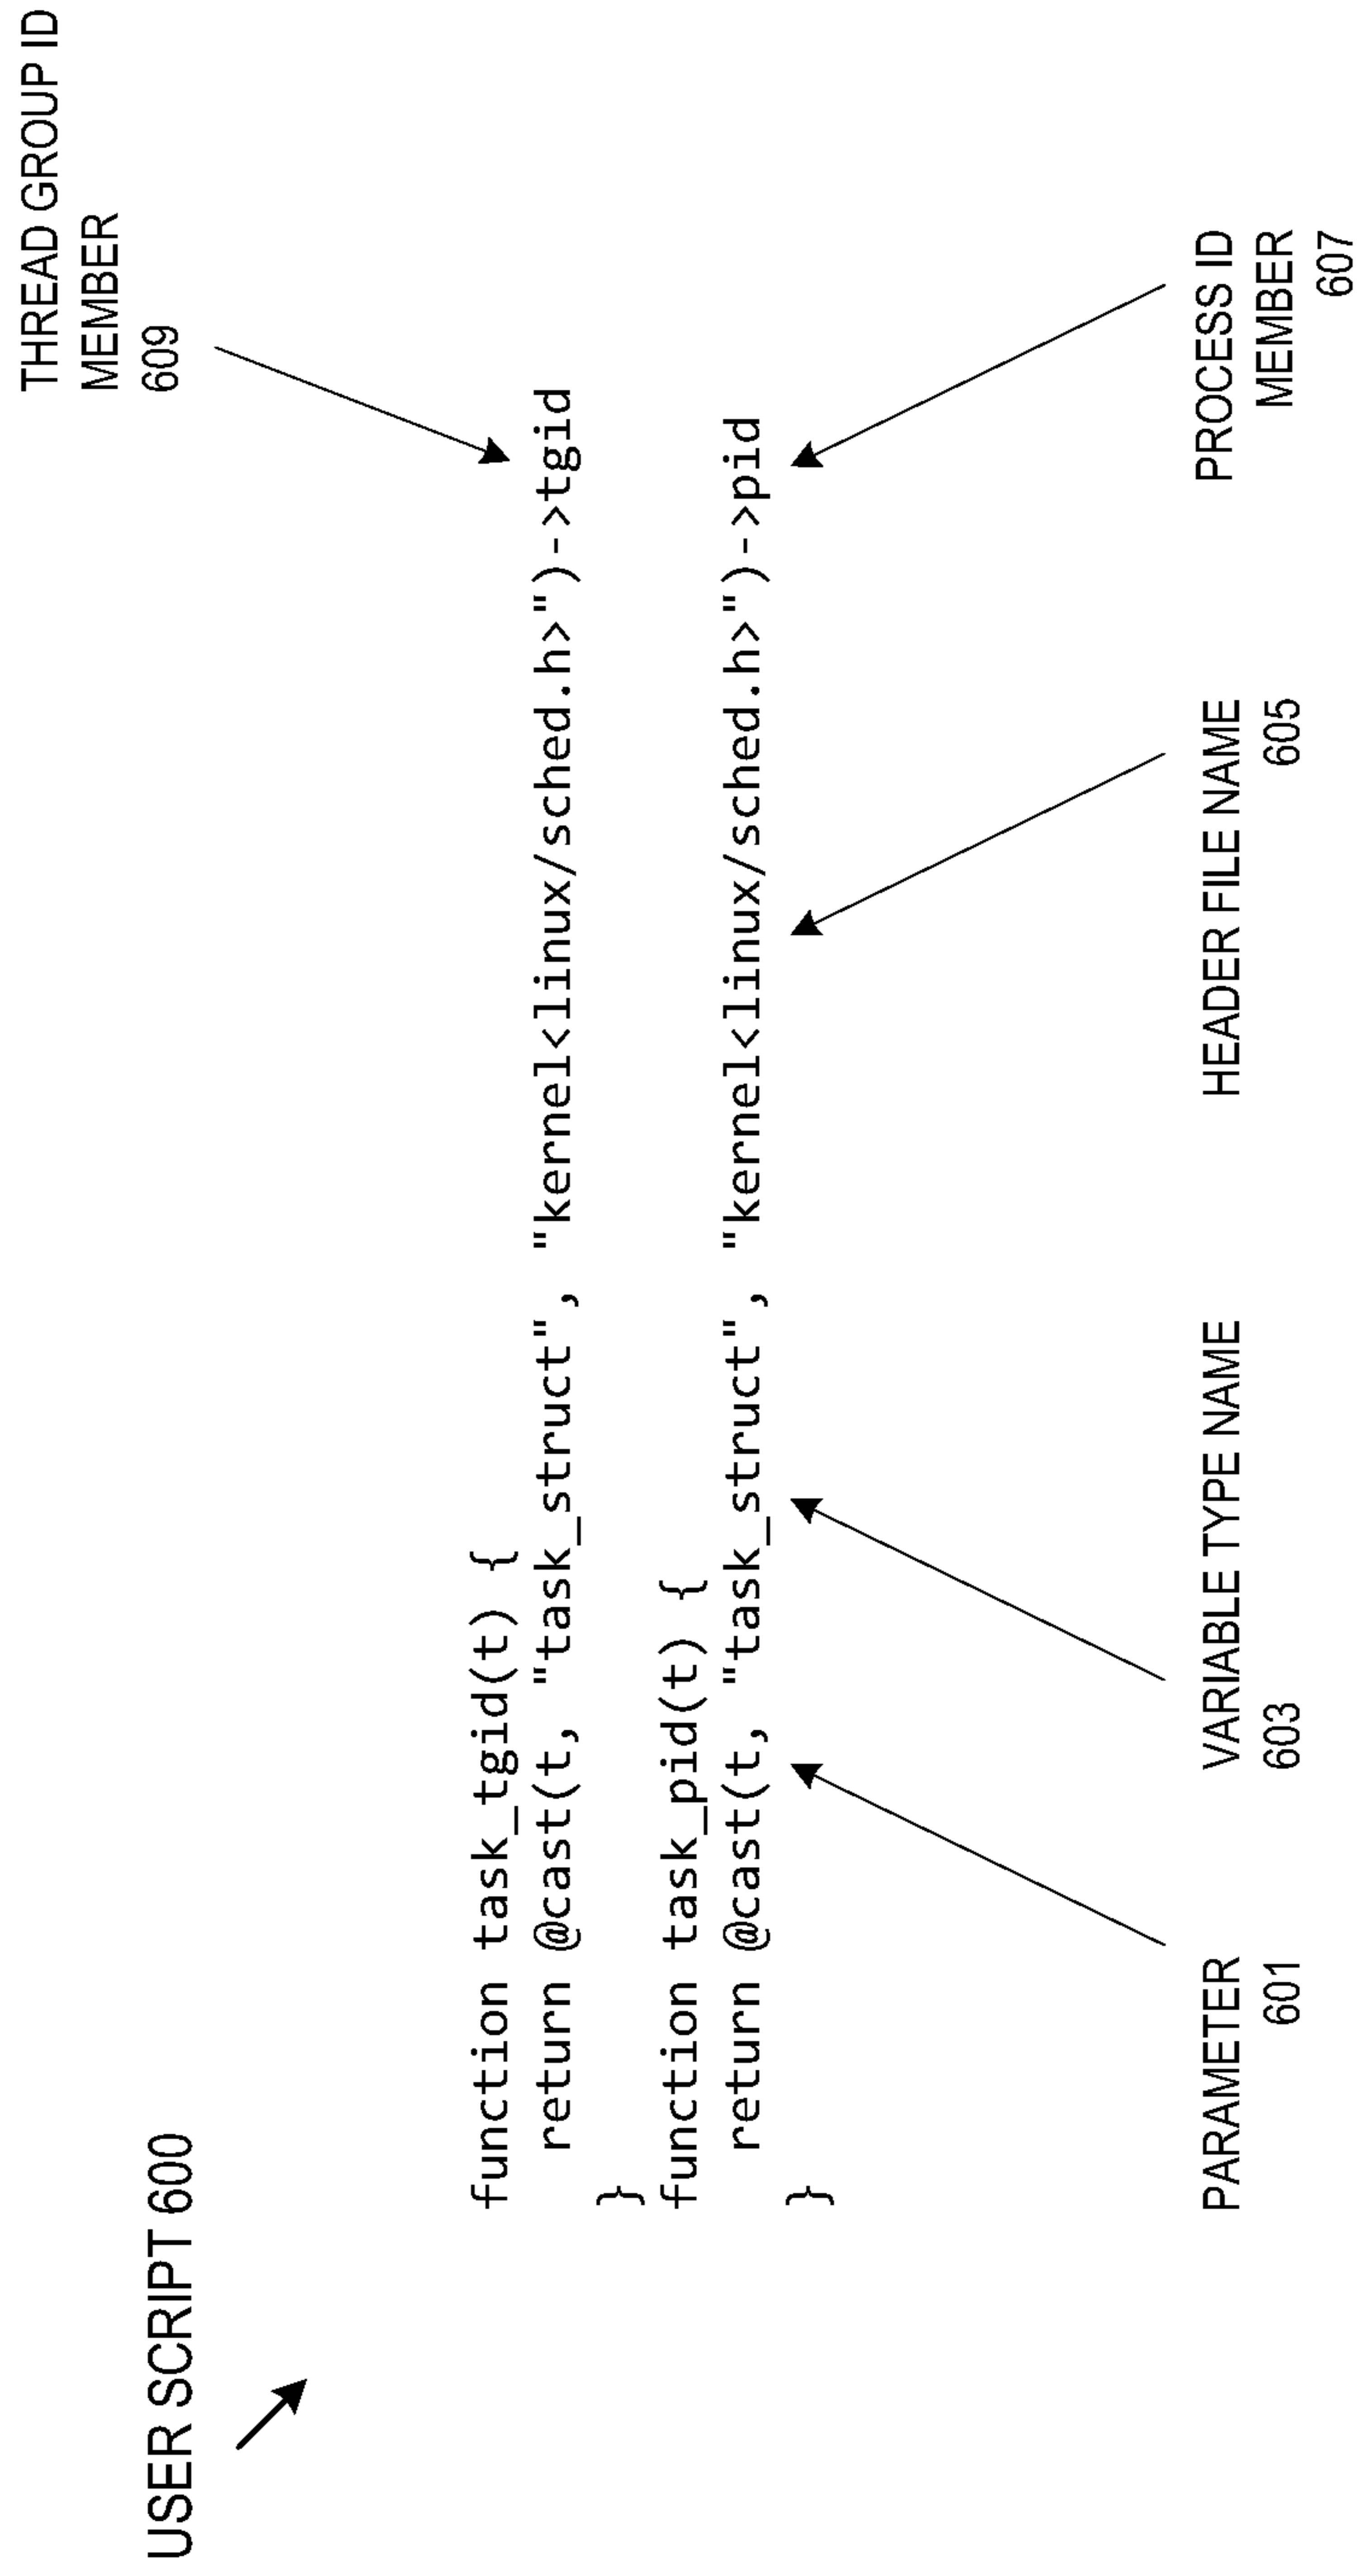 USER SCRIPT 600
THREAD GROUP ID
MEMBER
609
function task_tgid(t) {
return @cast(t, "task_struct", "kernel<linux/sched.h>")->tgid
}
function task_pid(t) {
return @cast(t, "task_struct", "kernel<linux/sched.h>")->pid
}
PARAMETER
601
VARIABLE TYPE NAME
603
HEADER FILE NAME
605
PROCESS ID
MEMBER
607